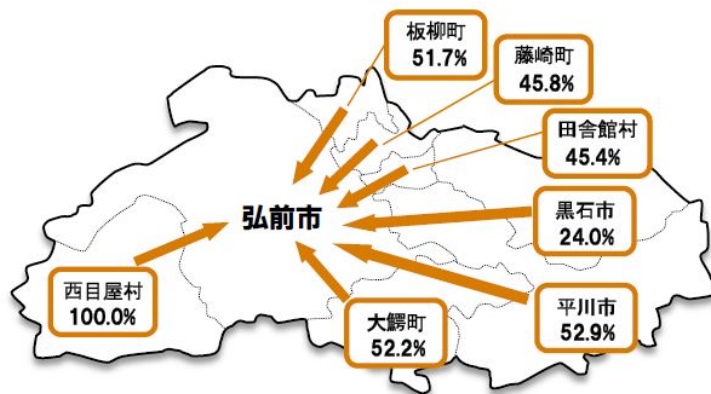 板柳町
51.7%
藤崎町
45.8%
田舎館村
45.4%
弘前市
黒石市
24.0%
西目屋村
100.0%
大鰐町
52.2%
平川市
52.9%